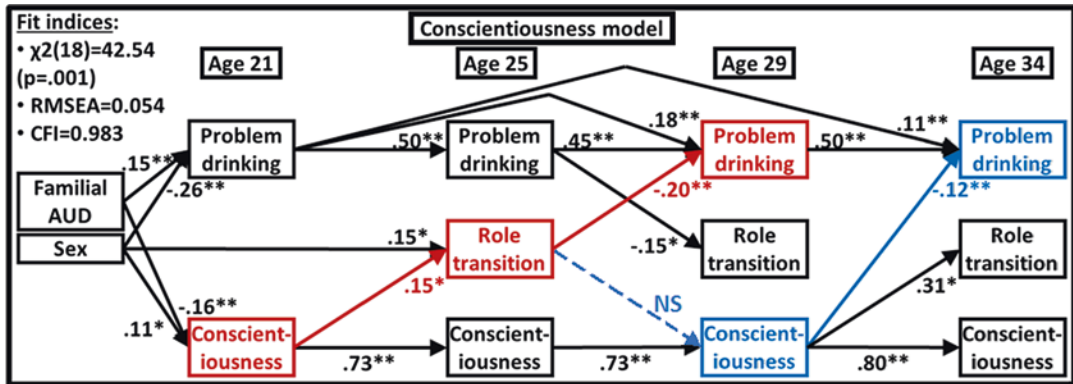 Fit indices:
• χ2(18)=42.54
(p=.001)
• RMSEA=0.054
• CFI=0.983
Conscientiousness model
Age 21
Age 25
Age 29
Age 34
Familial
AUD
Sex
.15**
-.26**
-.16**
.11*
Problem
drinking
.50**
Problem
drinking
.45**
.18**
Problem
drinking
.50**
.11**
Problem
drinking
-.20**
-.12**
.15*
Role
transition
-.15*
Role
transition
Role
transition
.15*
NS
.31*
Conscient-
iousness
.73**
Conscient-
iousness
.73**
Conscient-
iousness
.80**
Conscient-
iousness